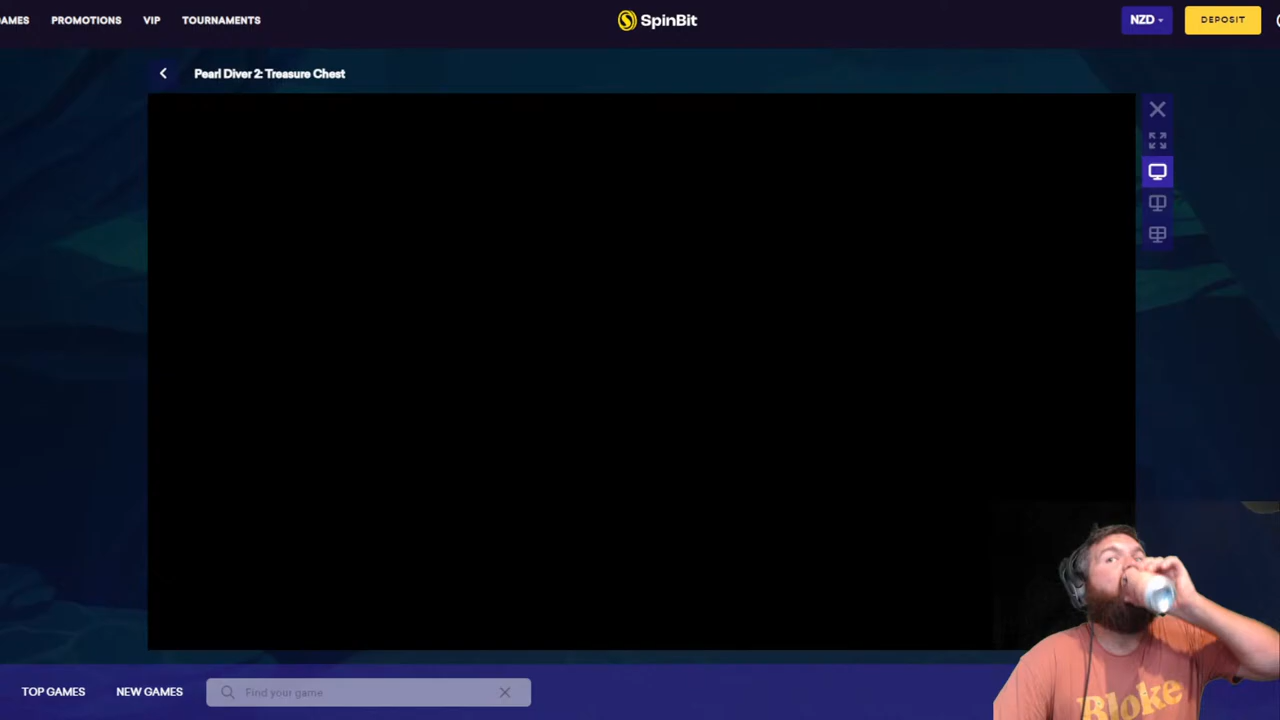 AMES PROMOTIONS VIP TOURNAMENTS SpinBit NZD DEPOSIT
Pearl Diver 2: Treasure Chest
Bloke
TOP GAMES NEW GAMES Find your game